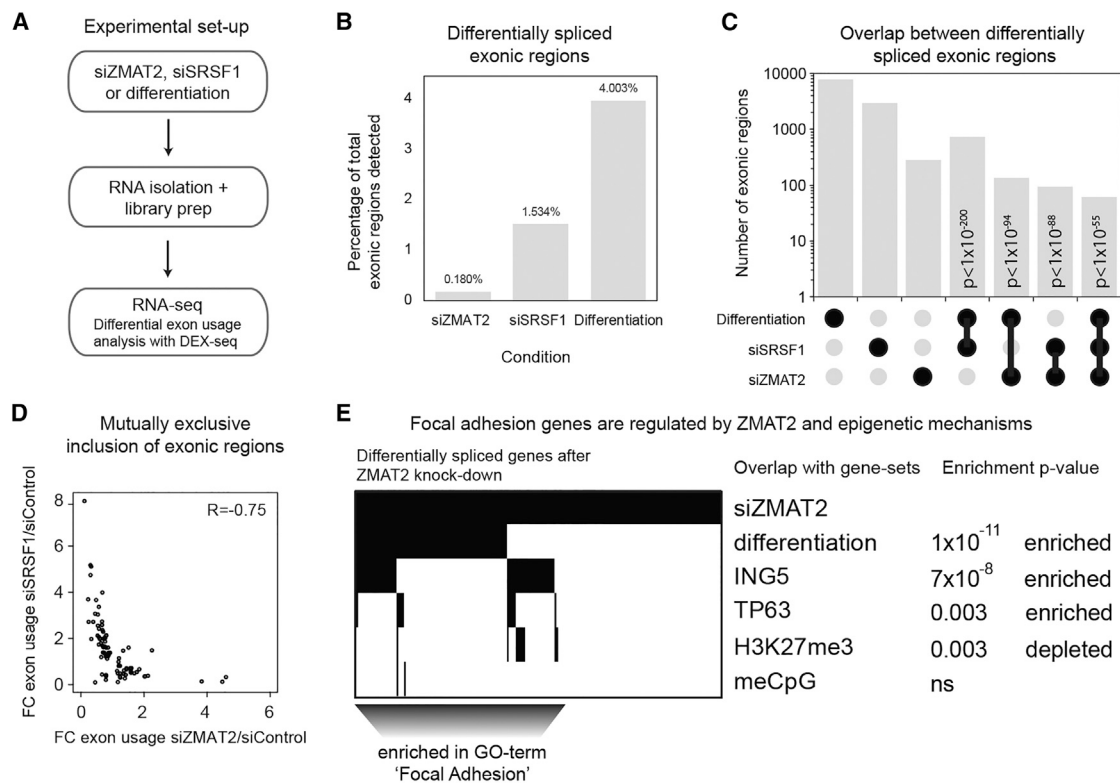 A
Experimental set-up
siZMAT2, siSRSF1
or differentiation
RNA isolation +
library prep
RNA-seq
Differential exon usage
analysis with DEX-seq
B
Differentially spliced
exonic regions
Percentage of total
exonic regions detected
4
3
2
1
0
0.180%
1.534%
4.003%
siZMAT2
siSRSF1
Differentiation
Condition
C
Overlap between differentially
spliced exonic regions
Number of exonic regions
10000
1000
100
10
1
p<1x10^-200
p<1x10^-94
p<1x10^-88
p<1x10^-55
Differentiation
siSRSF1
siZMAT2
D
Mutually exclusive
inclusion of exonic regions
FC exon usage siSRSF1/siControl
8
6
4
2
0
R=-0.75
0 2 4 6
FC exon usage siZMAT2/siControl
E
Focal adhesion genes are regulated by ZMAT2 and epigenetic mechanisms
Differentially spliced genes after
ZMAT2 knock-down
Overlap with gene-sets Enrichment p-value
siZMAT2
differentiation 1x10^-11 enriched
ING5 7x10^-8 enriched
TP63 0.003 enriched
H3K27me3 0.003 depleted
meCpG ns
enriched in GO-term
'Focal Adhesion'